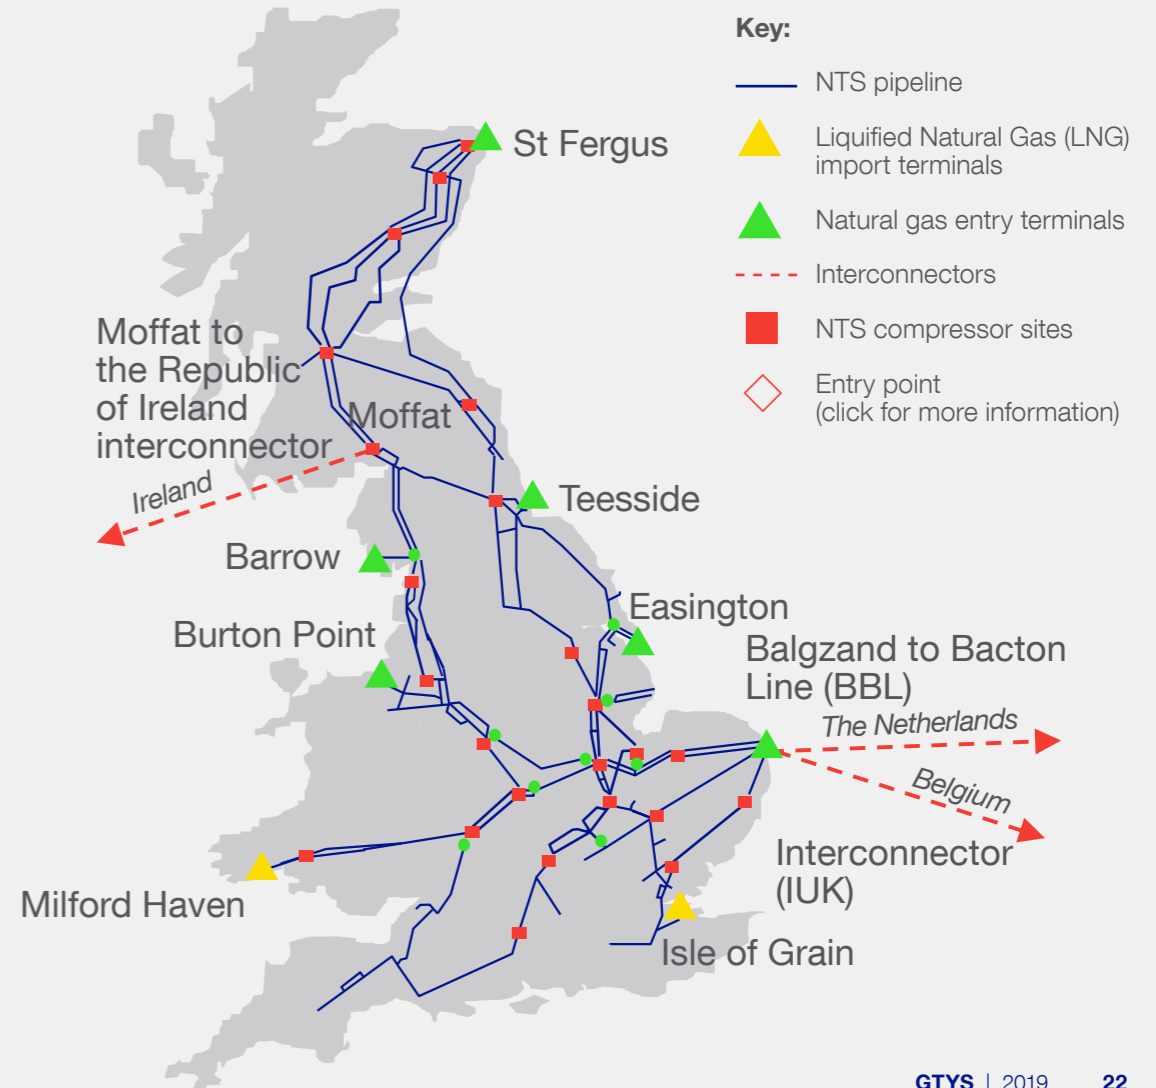 Key:
NTS pipeline
Liquified Natural Gas (LNG)
import terminals
Natural gas entry terminals
Interconnectors
NTS compressor sites
Entry point
(click for more information)
St Fergus
Moffat to
the Republic
of Ireland
interconnector
Moffat
Ireland
Teesside
Barrow
Easington
Burton Point
Balgzand to Bacton
Line (BBL)
The Netherlands
Belgium
Interconnector
(IUK)
Milford Haven
Isle of Grain
GTYS | 2019 22